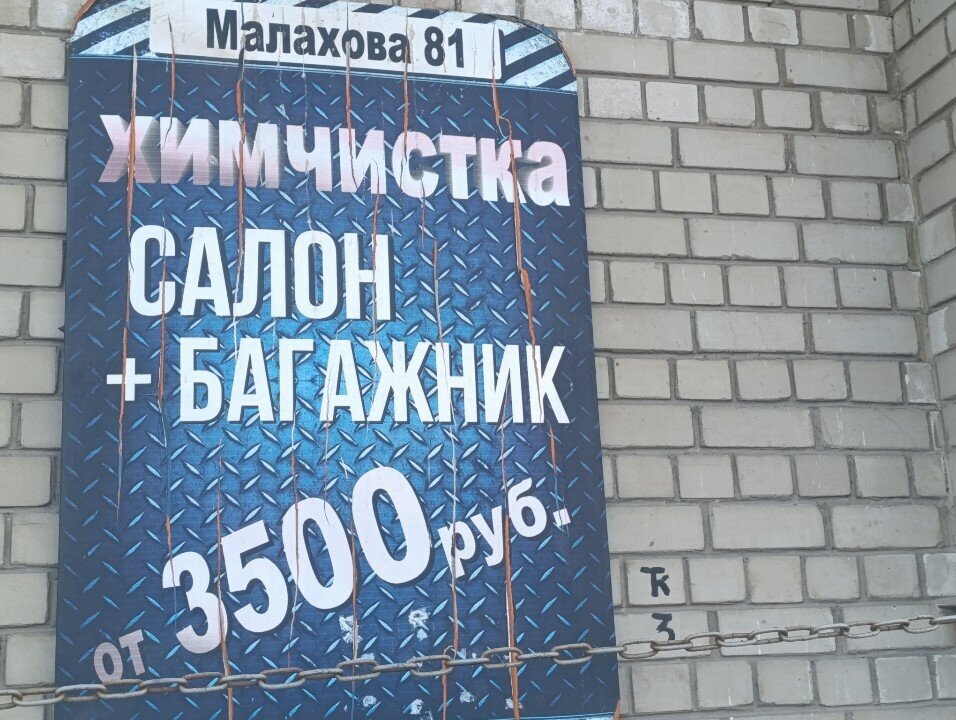 Малахова 81
химчистка
САЛОН
+ БАГАЖНИК
от 3500 руб.
Тк
3